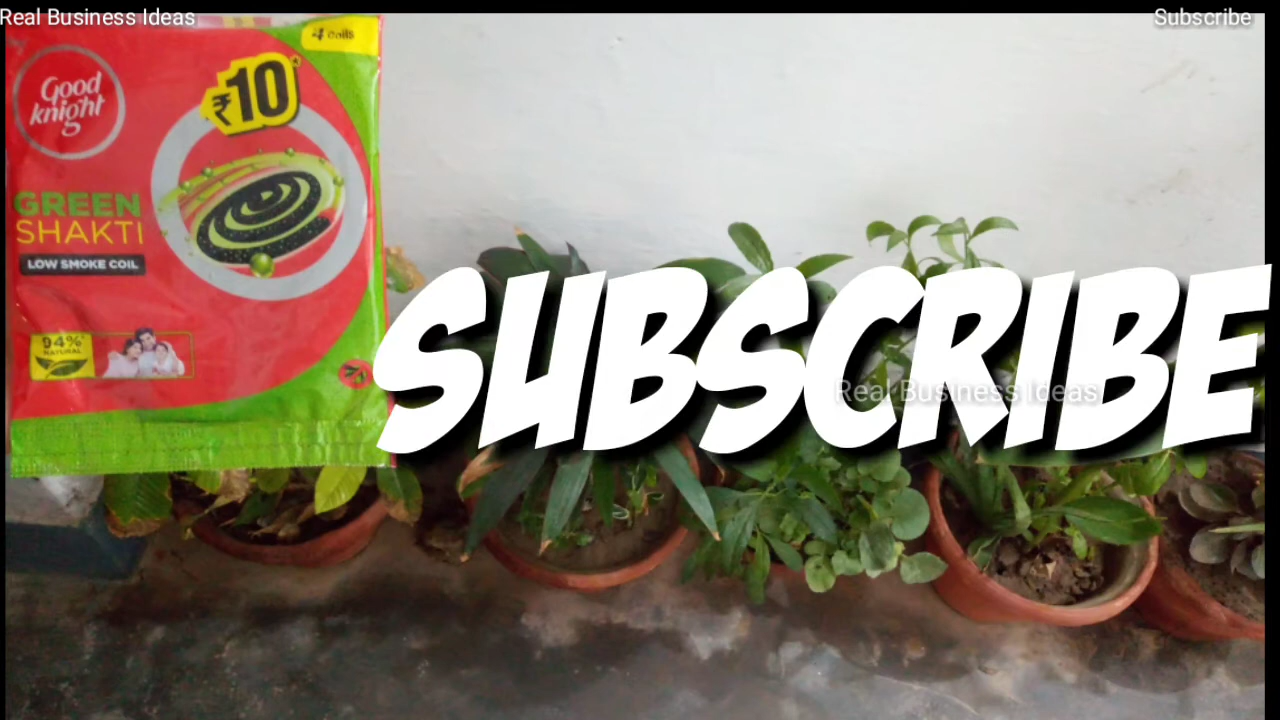 Real Business Ideas
Subscribe
4 Coils
Good
knight
₹10*
GREEN
SHAKTI
LOW SMOKE COIL
94%
NATURAL
SUBSCRIBE
Real Business Ideas